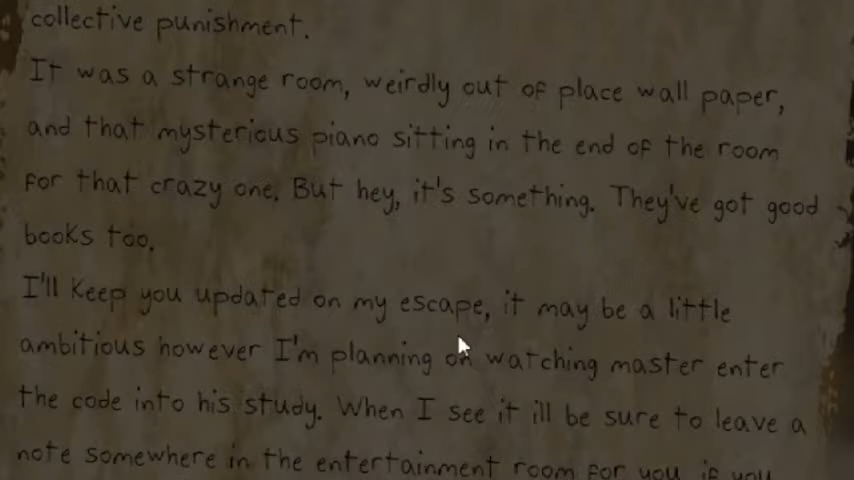 collective punishment.
It was a strange room, weirdly out of place wall paper,
and that mysterious piano sitting in the end of the room
for that crazy one. But hey, it's something. They've got good
books too.
I'll keep you updated on my escape, it may be a little
ambitious however I'm planning on watching master enter
the code into his study. When I see it ill be sure to leave a
note somewhere in the entertainment room for you if you